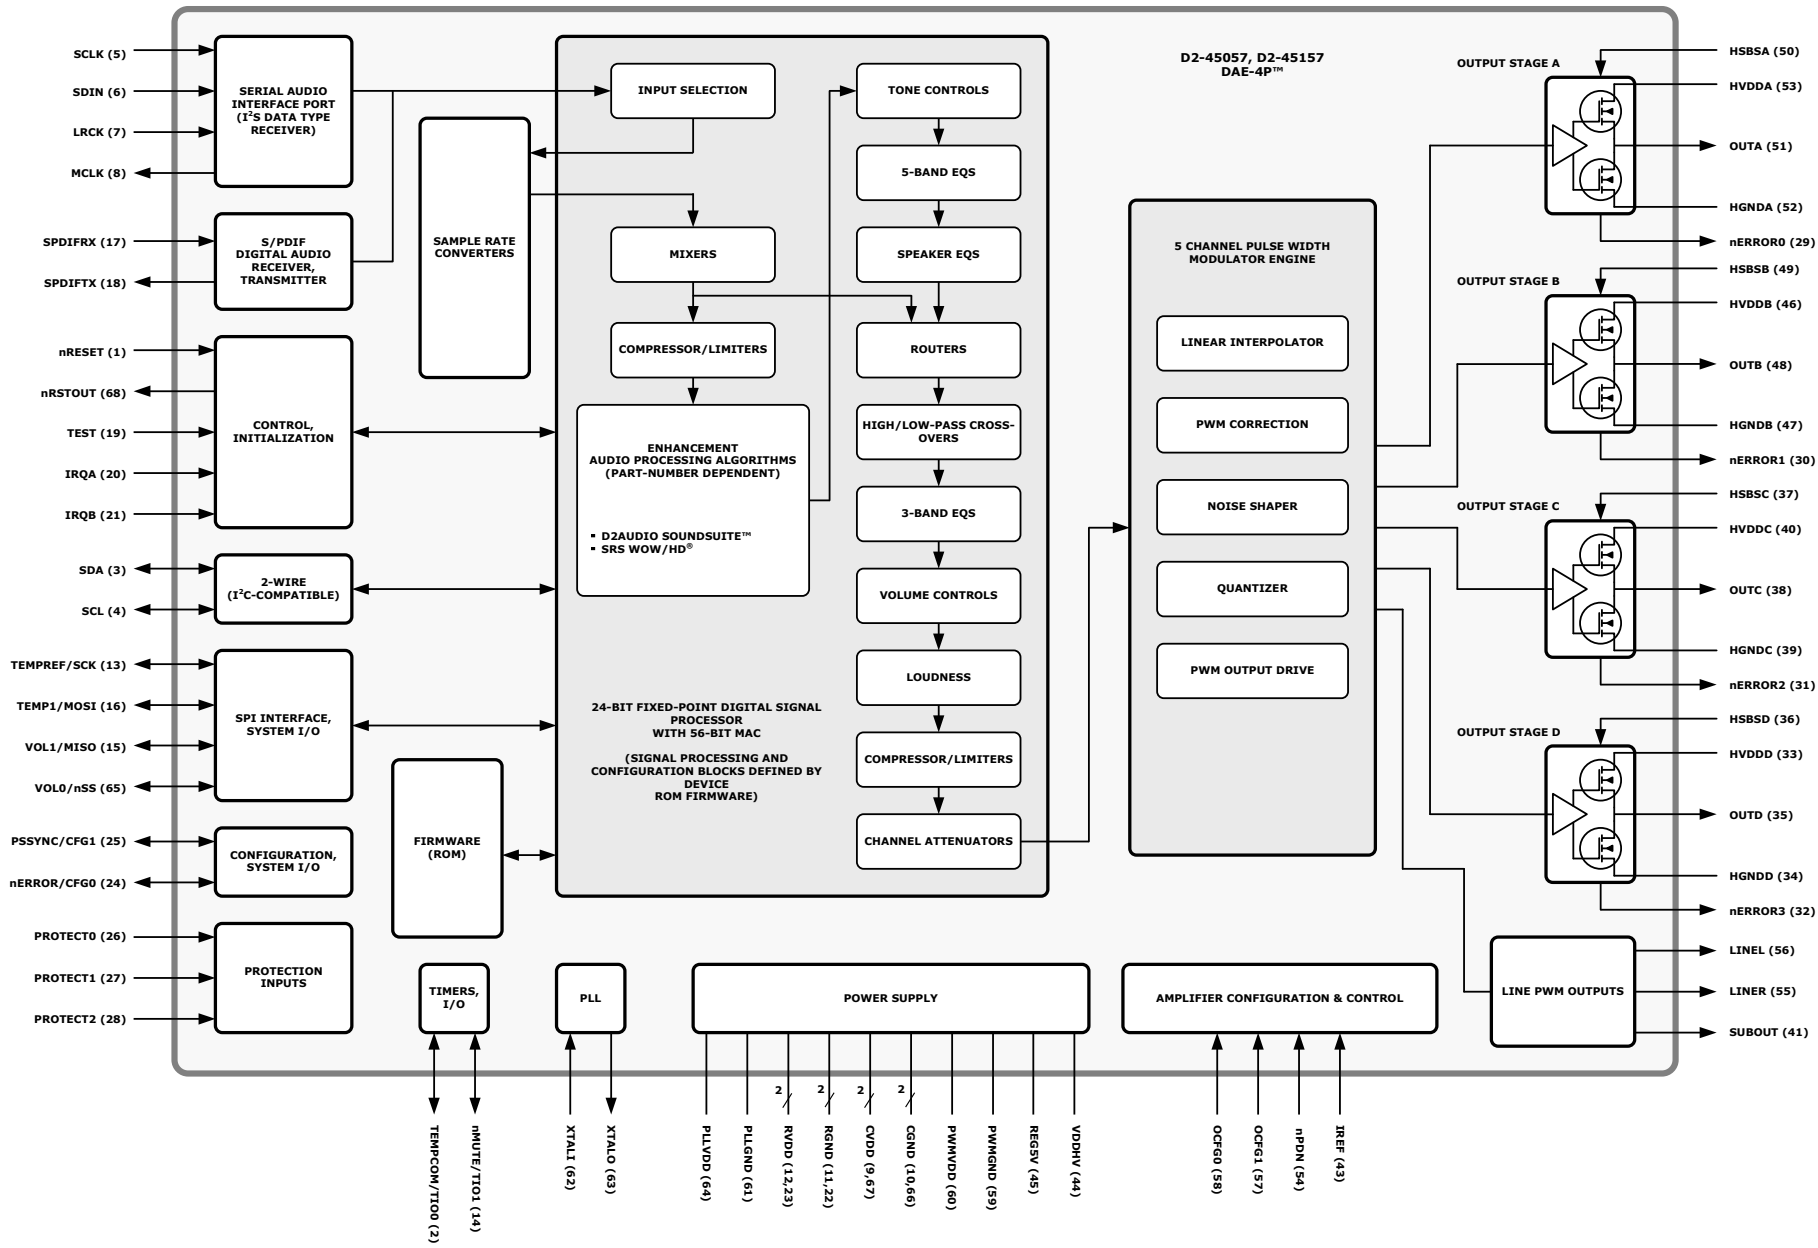 D2-45057, D2-45157
DAE-4P™
SCLK (5)
SDIN (6)
LRCK (7)
MCLK (8)
SERIAL AUDIO
INTERFACE PORT
(I²S DATA TYPE
RECEIVER)
SPDIFRX (17)
SPDIFTX (18)
S/PDIF
DIGITAL AUDIO
RECEIVER,
TRANSMITTER
nRESET (1)
nRSTOUT (68)
TEST (19)
IRQA (20)
IRQB (21)
CONTROL,
INITIALIZATION
SDA (3)
SCL (4)
2-WIRE
(I²C-COMPATIBLE)
TEMPREF/SCK (13)
TEMP1/MOSI (16)
VOL1/MISO (15)
VOL0/nSS (65)
SPI INTERFACE,
SYSTEM I/O
PSSYNC/CFG1 (25)
nERROR/CFG0 (24)
CONFIGURATION,
SYSTEM I/O
PROTECT0 (26)
PROTECT1 (27)
PROTECT2 (28)
PROTECTION
INPUTS
SAMPLE RATE
CONVERTERS
FIRMWARE
(ROM)
INPUT SELECTION
MIXERS
COMPRESSOR/LIMITERS
ENHANCEMENT
AUDIO PROCESSING ALGORITHMS
(PART-NUMBER DEPENDENT)
▪ D2AUDIO SOUNDSUITE™
▪ SRS WOW/HD®
24-BIT FIXED-POINT DIGITAL SIGNAL
PROCESSOR
WITH 56-BIT MAC
(SIGNAL PROCESSING AND
CONFIGURATION BLOCKS DEFINED BY
DEVICE
ROM FIRMWARE)
TONE CONTROLS
5-BAND EQS
SPEAKER EQS
ROUTERS
HIGH/LOW-PASS CROSS-
OVERS
3-BAND EQS
VOLUME CONTROLS
LOUDNESS
COMPRESSOR/LIMITERS
CHANNEL ATTENUATORS
5 CHANNEL PULSE WIDTH
MODULATOR ENGINE
LINEAR INTERPOLATOR
PWM CORRECTION
NOISE SHAPER
QUANTIZER
PWM OUTPUT DRIVE
OUTPUT STAGE A
HSBSA (50)
HVDDA (53)
OUTA (51)
HGNDA (52)
nERROR0 (29)
OUTPUT STAGE B
HSBSB (49)
HVDDB (46)
OUTB (48)
HGNDB (47)
nERROR1 (30)
OUTPUT STAGE C
HSBSC (37)
HVDDC (40)
OUTC (38)
HGNDC (39)
nERROR2 (31)
OUTPUT STAGE D
HSBSD (36)
HVDDD (33)
OUTD (35)
HGNDD (34)
nERROR3 (32)
LINE PWM OUTPUTS
LINEL (56)
LINER (55)
SUBOUT (41)
TIMERS,
I/O
TEMPCOM/TIO0 (2)
nMUTE/TIO1 (14)
PLL
XTALI (62)
XTALO (63)
POWER SUPPLY
2
2
2
2
PLLVDD (64)
PLLGND (61)
RVDD (12,23)
RGND (11,22)
CVDD (9,67)
CGND (10,66)
PWMVDD (60)
PWMGND (59)
REG5V (45)
VDDHV (44)
AMPLIFIER CONFIGURATION & CONTROL
OCFG0 (58)
OCFG1 (57)
nPDN (54)
IREF (43)